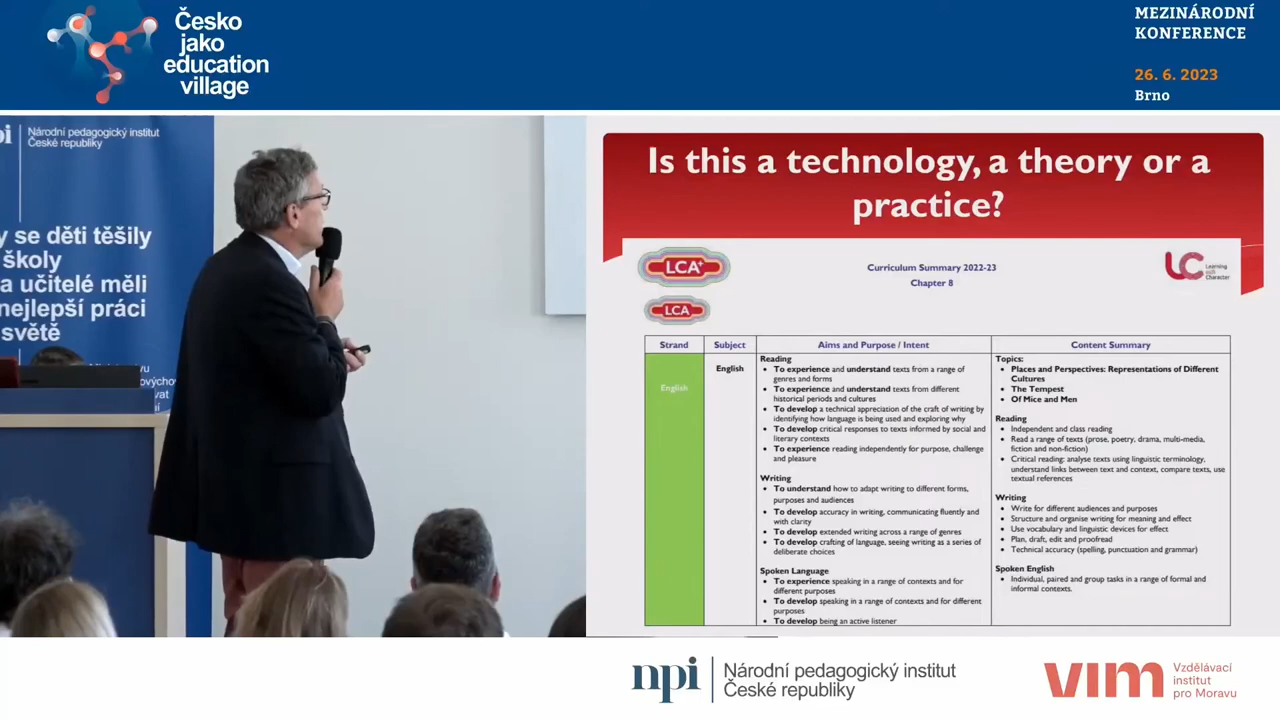 Česko
jako
education
village
MEZINÁRODNÍ
KONFERENCE
26. 6. 2023
Brno
Národní pedagogický institut
České republiky
y se děti těšily
školy
a učitelé měli
nejlepší práci
světě
Is this a technology, a theory or a
practice?
LCA+
LCA
Curriculum Summary 2022-23
Chapter 8
LC Learning
with
Character
Strand
Subject
Aims and Purpose / Intent
Content Summary
English
English
Reading
• To experience and understand texts from a range of
genres and forms
• To experience and understand texts from different
historical periods and cultures
• To develop a technical appreciation of the craft of writing by
identifying how language is being used and exploring why
• To develop critical responses to texts informed by social and
literary contexts
• To experience reading independently for purpose, challenge
and pleasure
Writing
• To understand how to adapt writing to different forms,
purposes and audiences
• To develop accuracy in writing, communicating fluently and
with clarity
• To develop extended writing across a range of genres
• To develop crafting of language, seeing writing as a series of
deliberate choices
Spoken Language
• To experience speaking in a range of contexts and for
different purposes
• To develop speaking in a range of contexts and for different
purposes
• To develop being an active listener
Topics:
• Places and Perspectives: Representations of Different
Cultures
• The Tempest
• Of Mice and Men
Reading
• Independent and class reading
• Read a range of texts (prose, poetry, drama, multi-media,
fiction and non-fiction)
• Critical reading: analyse texts using linguistic terminology,
understand links between text and context, compare texts, use
textual references
Writing
• Write for different audiences and purposes
• Structure and organise writing for meaning and effect
• Use vocabulary and linguistic devices for effect
• Plan, draft, edit and proofread
• Technical accuracy (spelling, punctuation and grammar)
Spoken English
• Individual, paired and group tasks in a range of formal and
informal contexts.
npi
Národní pedagogický institut
České republiky
vim
Vzdělávací
institut
pro Moravu